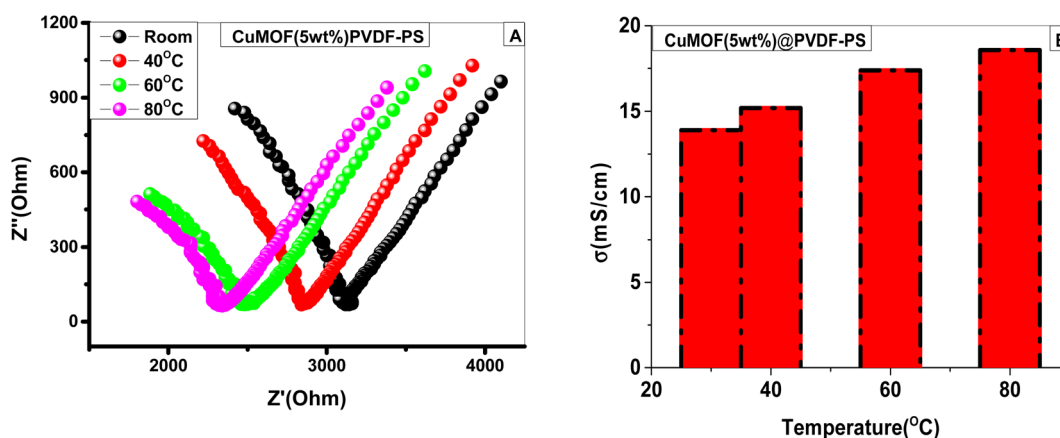 CuMOF(5wt%)PVDF-PS
A
Room
40°C
60°C
80°C
1200
900
600
300
0
Z''(Ohm)
2000
3000
4000
Z'(Ohm)
CuMOF(5wt%)@PVDF-PS
20
15
10
5
0
σ(mS/cm)
20
40
60
80
Temperature(°C)